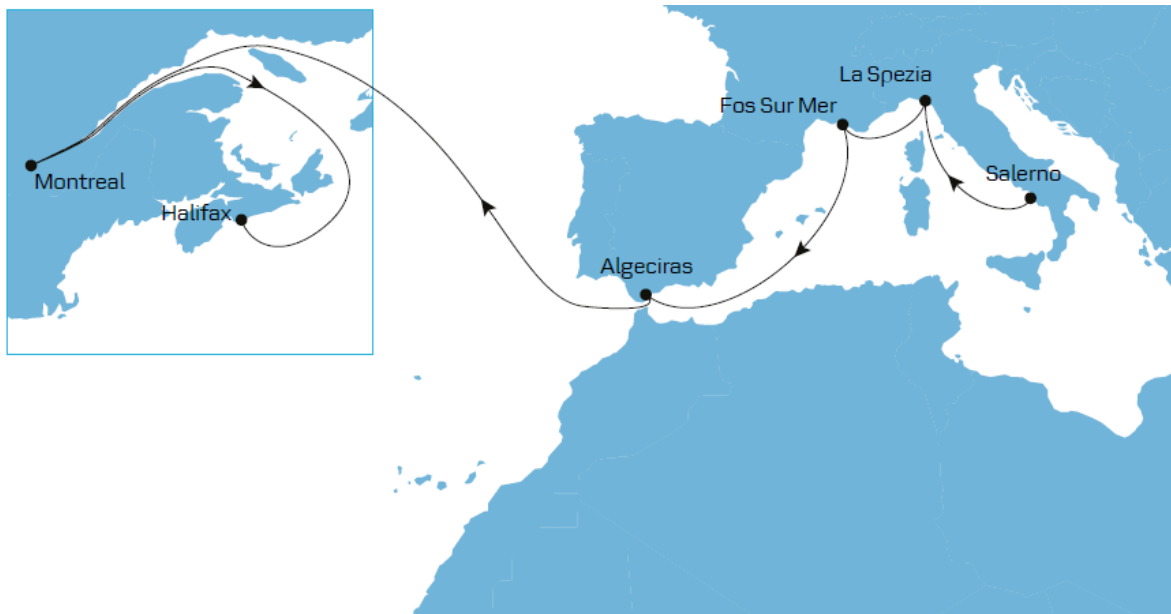 La Spezia
Fos Sur Mer
Montreal
Salerno
Halifax
Algeciras